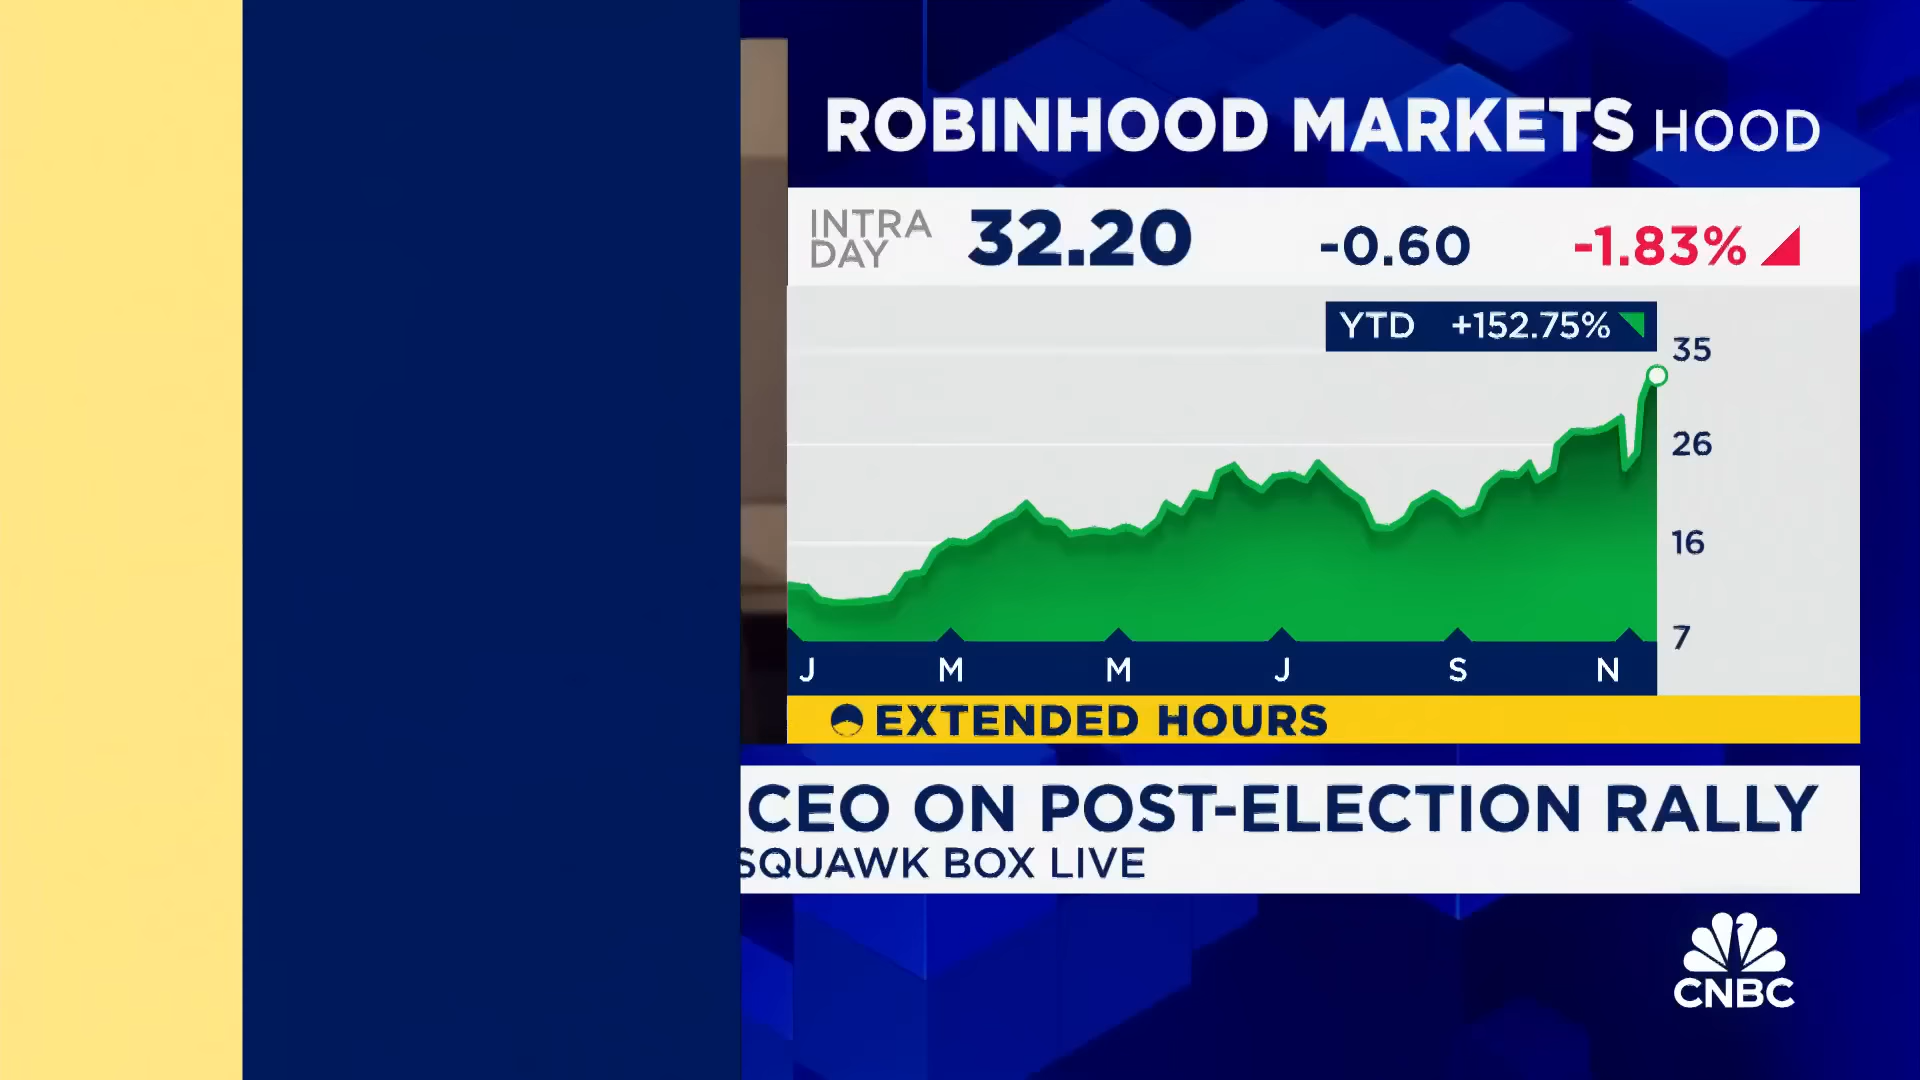 ROBINHOOD MARKETS HOOD
INTRA DAY 32.20 -0.60 -1.83%
YTD +152.75%
35
26
16
7
J M M J S N
EXTENDED HOURS
CEO ON POST-ELECTION RALLY
SQUAWK BOX LIVE
CNBC